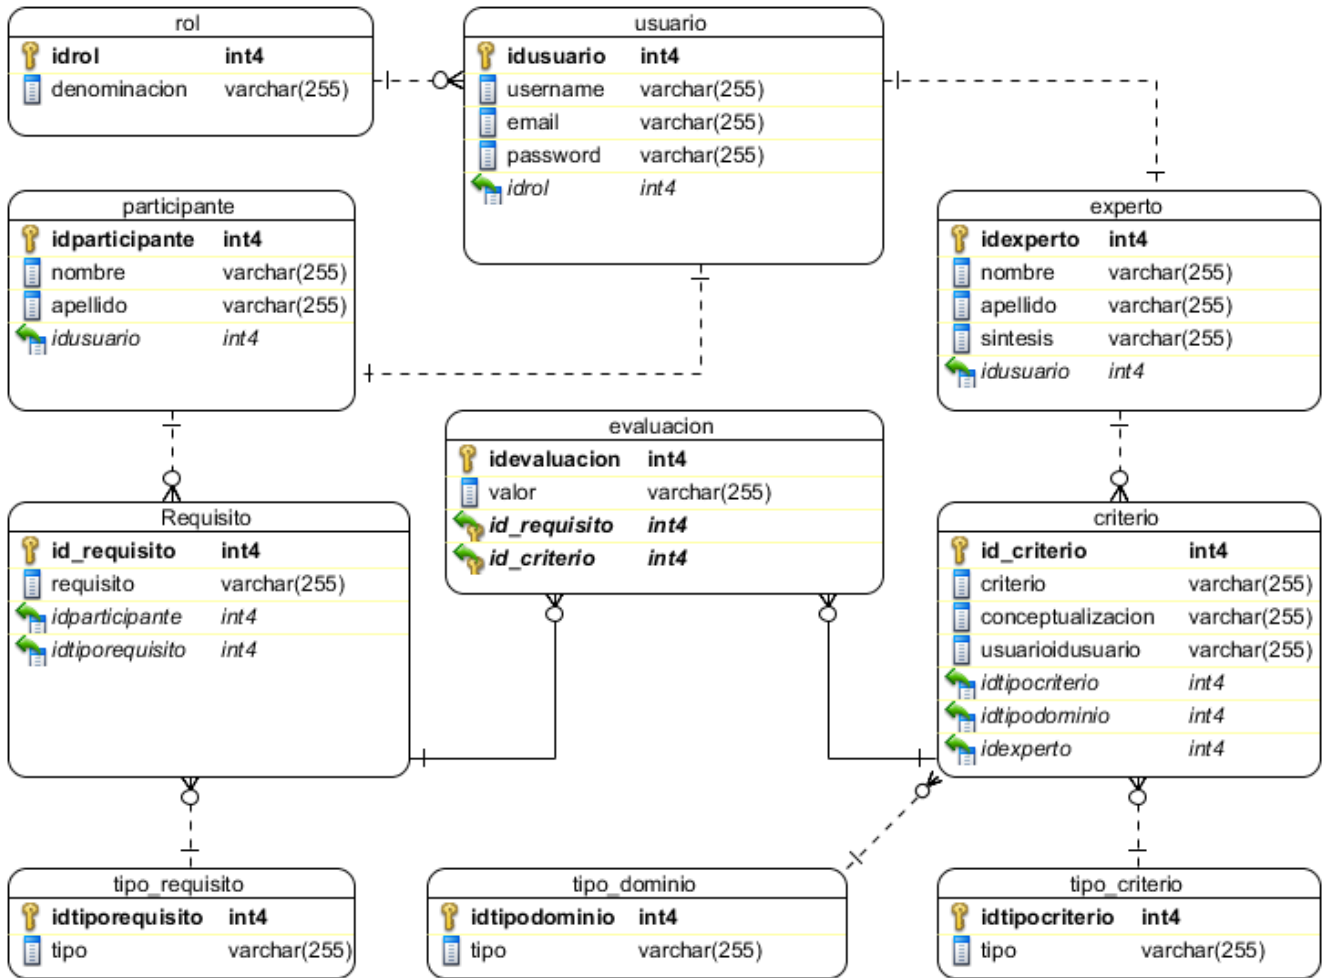 rol
idrol int4
denominacion varchar(255)
usuario
idusuario int4
username varchar(255)
email varchar(255)
password varchar(255)
idrol int4
participante
idparticipante int4
nombre varchar(255)
apellido varchar(255)
idusuario int4
experto
idexperto int4
nombre varchar(255)
apellido varchar(255)
sintesis varchar(255)
idusuario int4
evaluacion
idevaluacion int4
valor varchar(255)
id_requisito int4
id_criterio int4
Requisito
id_requisito int4
requisito varchar(255)
idparticipante int4
idtiporequisito int4
criterio
id_criterio int4
criterio varchar(255)
conceptualizacion varchar(255)
usuarioidusuario varchar(255)
idtipocriterio int4
idtipodominio int4
idexperto int4
tipo_requisito
idtiporequisito int4
tipo varchar(255)
tipo_dominio
idtipodominio int4
tipo varchar(255)
tipo_criterio
idtipocriterio int4
tipo varchar(255)